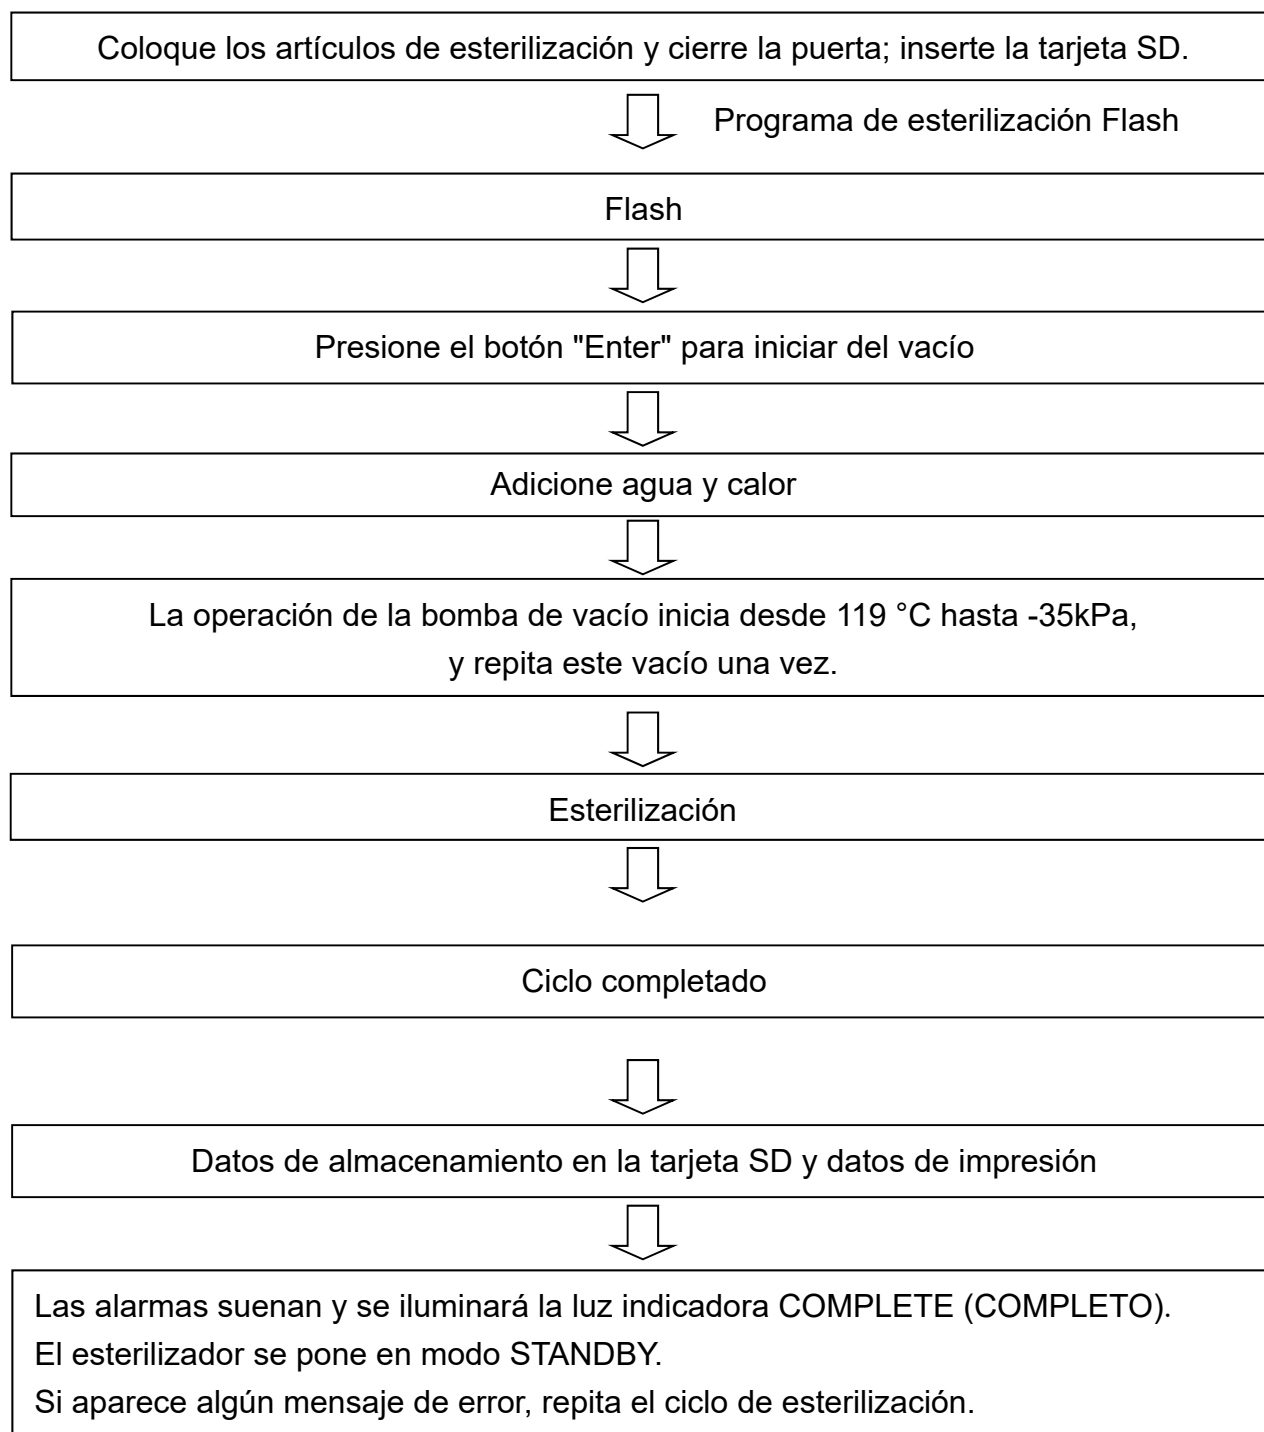 Coloque los artículos de esterilización y cierre la puerta; inserte la tarjeta SD.
Programa de esterilización Flash
Flash
Presione el botón "Enter" para iniciar del vacío
Adicione agua y calor
La operación de la bomba de vacío inicia desde 119 °C hasta -35kPa,
y repita este vacío una vez.
Esterilización
Ciclo completado
Datos de almacenamiento en la tarjeta SD y datos de impresión
Las alarmas suenan y se iluminará la luz indicadora COMPLETE (COMPLETO).
El esterilizador se pone en modo STANDBY.
Si aparece algún mensaje de error, repita el ciclo de esterilización.